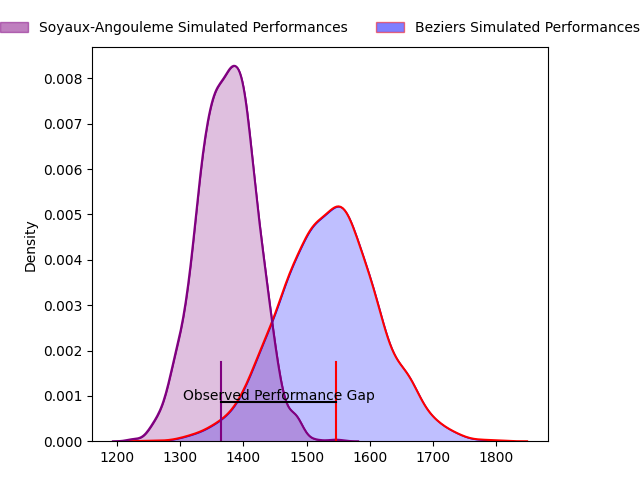 Soyaux-Angouleme Simulated Performances
Beziers Simulated Performances
Density
0.008
0.007
0.006
0.005
0.004
0.003
0.002
0.001
0.000
Observed Performance Gap
1200 1300 1400 1500 1600 1700 1800